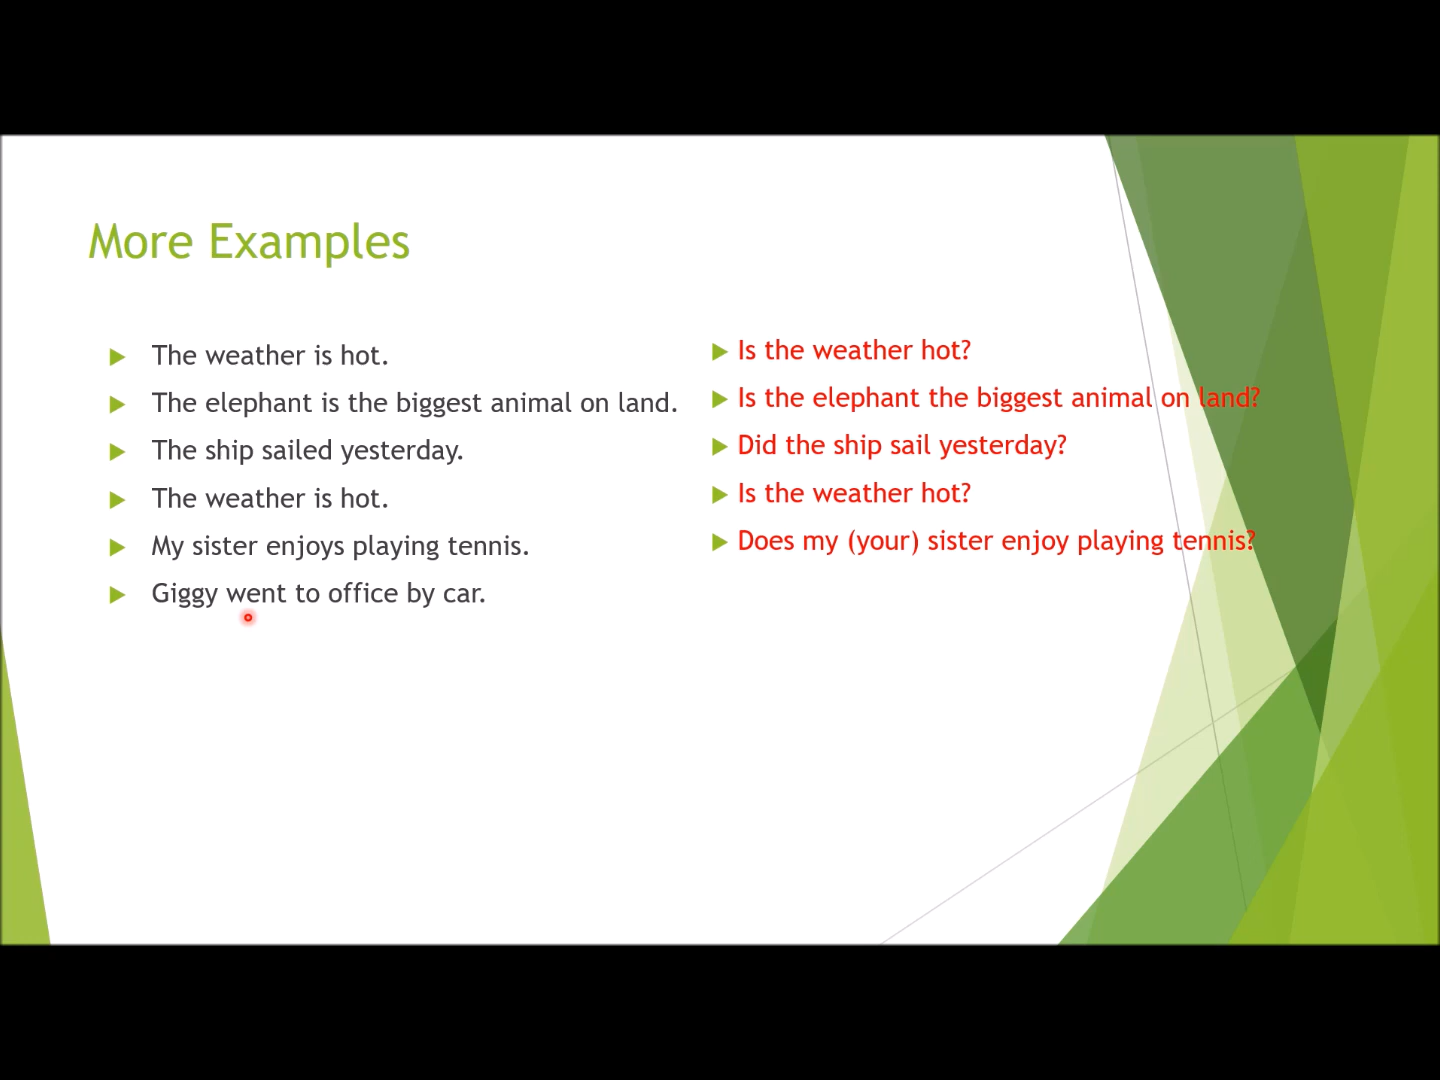 More Examples
The weather is hot.
The elephant is the biggest animal on land.
The ship sailed yesterday.
The weather is hot.
My sister enjoys playing tennis.
Giggy went to office by car.
Is the weather hot?
Is the elephant the biggest animal on land?
Did the ship sail yesterday?
Is the weather hot?
Does my (your) sister enjoy playing tennis?